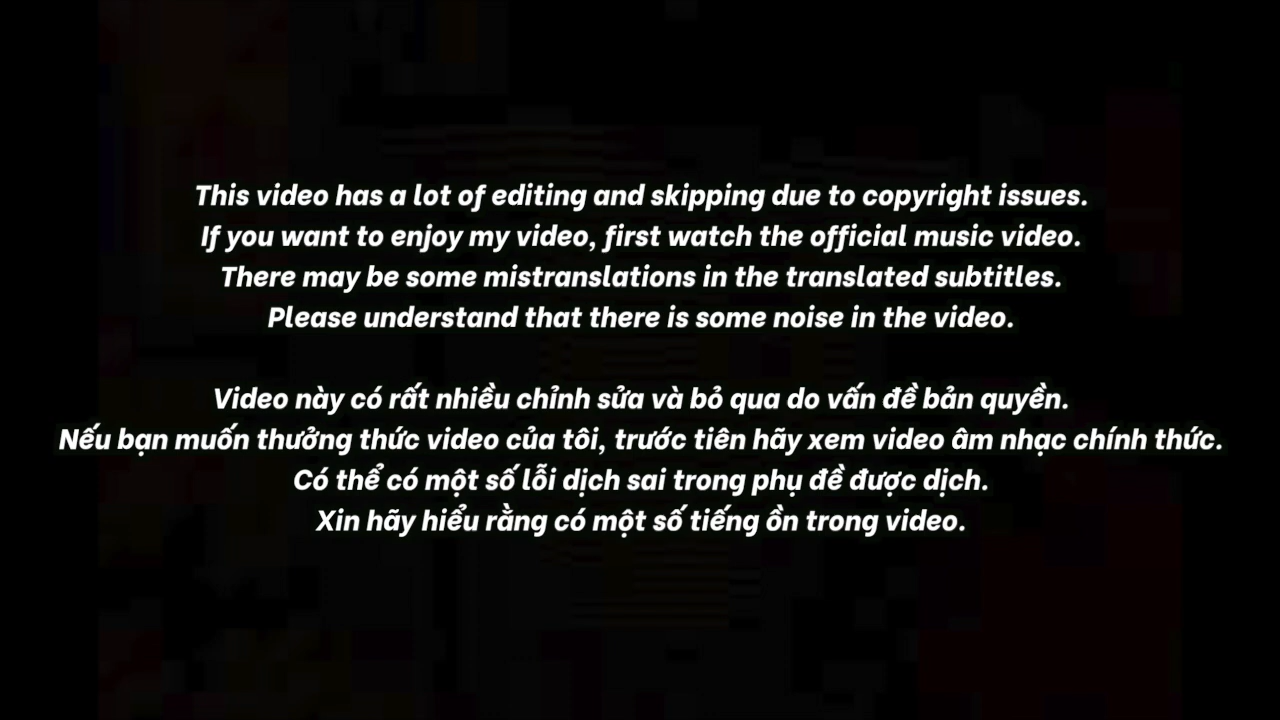 This video has a lot of editing and skipping due to copyright issues.
If you want to enjoy my video, first watch the official music video.
There may be some mistranslations in the translated subtitles.
Please understand that there is some noise in the video.
Video này có rất nhiều chỉnh sửa và bỏ qua do vấn đề bản quyền.
Nếu bạn muốn thưởng thức video của tôi, trước tiên hãy xem video âm nhạc chính thức.
Có thể có một số lỗi dịch sai trong phụ đề được dịch.
Xin hãy hiểu rằng có một số tiếng ồn trong video.